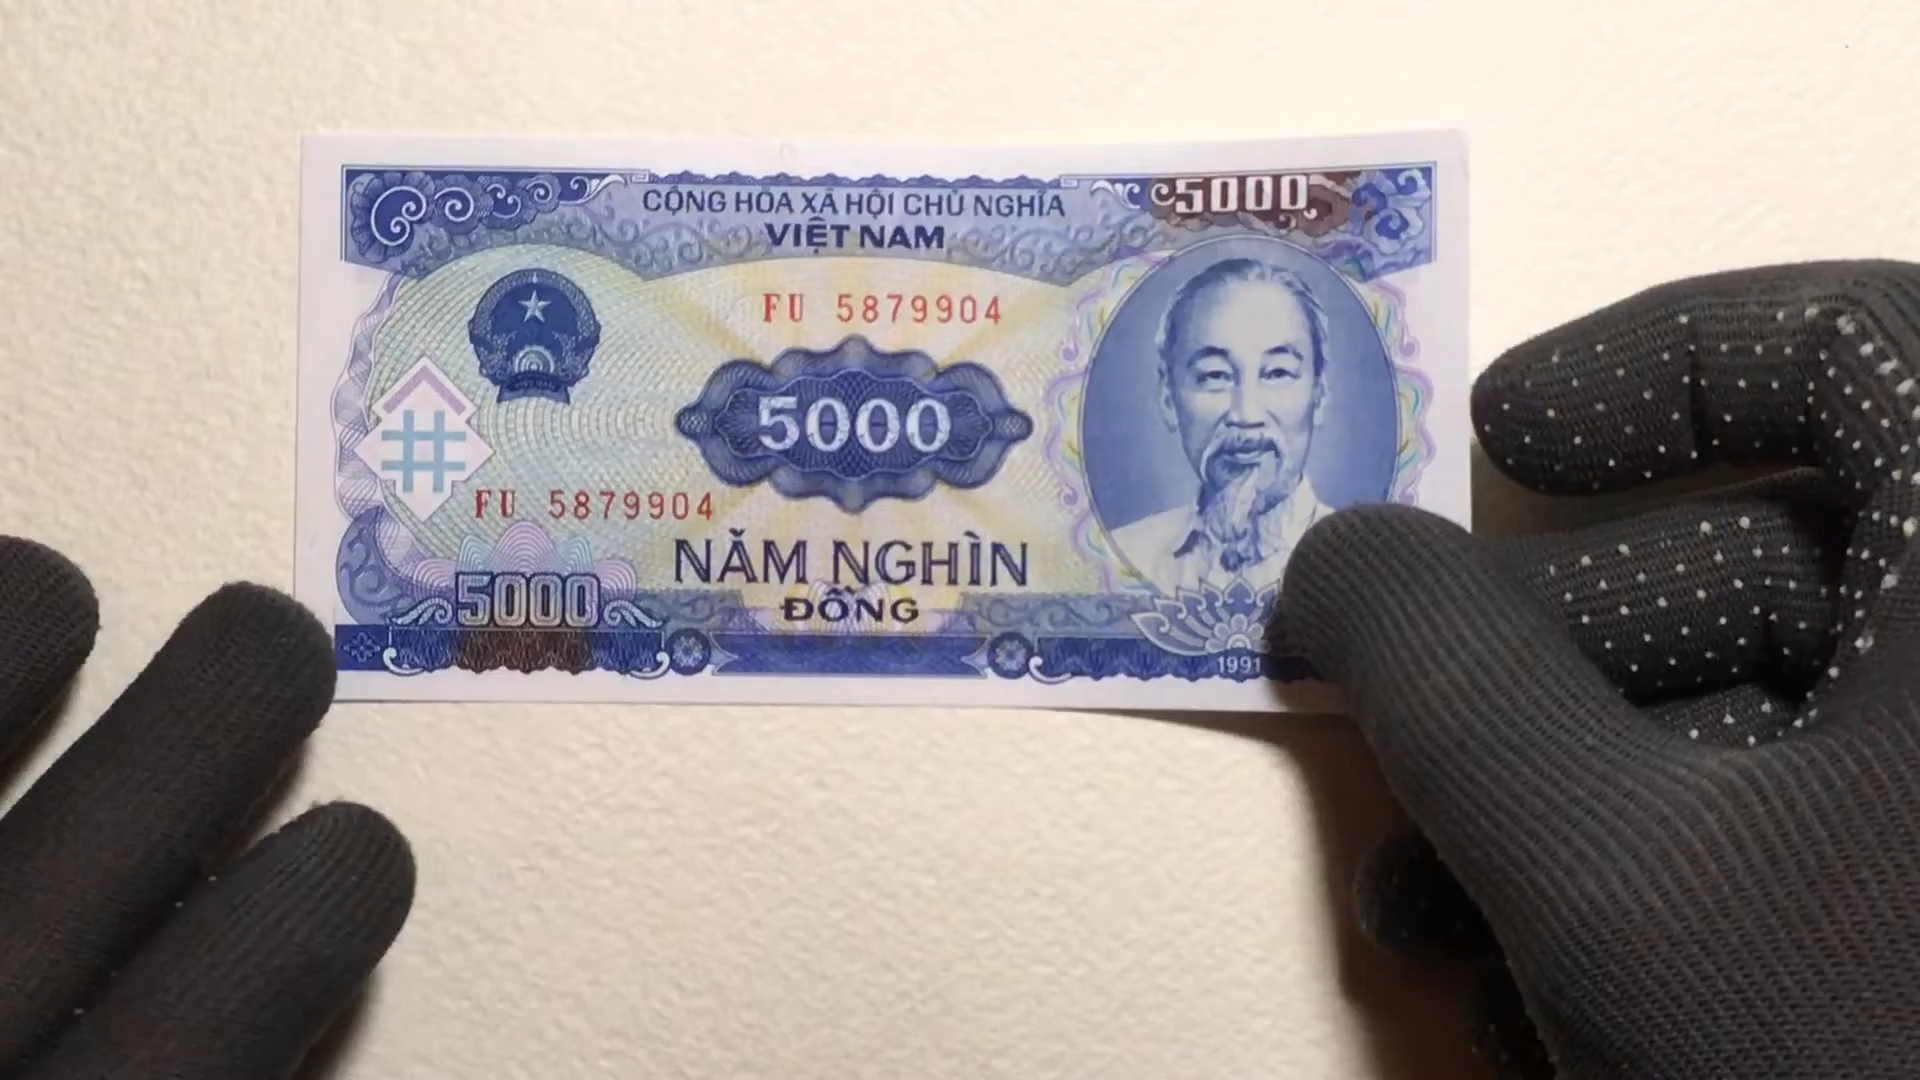 CỘNG HÒA XÃ HỘI CHỦ NGHĨA
VIỆT NAM
5000
FU 5879904
5000
FU 5879904
NĂM NGHÌN
ĐỒNG
5000
1991